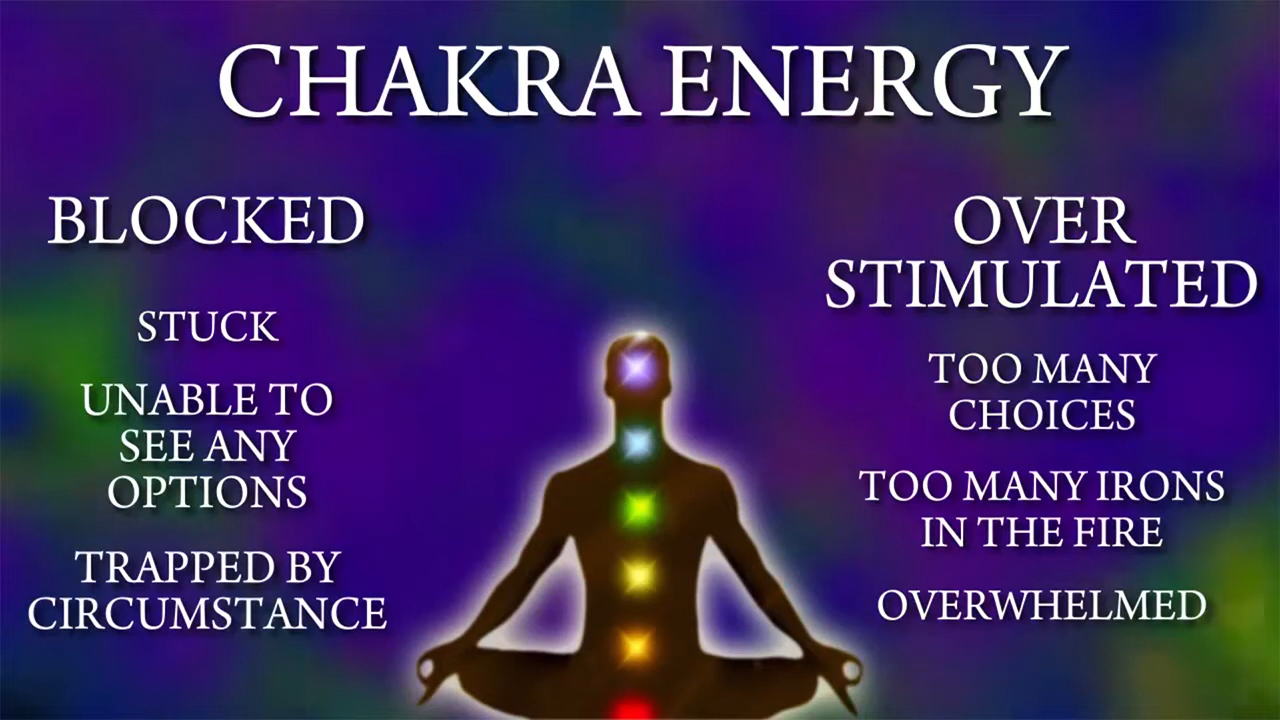 CHAKRA ENERGY
BLOCKED
STUCK
UNABLE TO
SEE ANY
OPTIONS
TRAPPED BY
CIRCUMSTANCE
OVER
STIMULATED
TOO MANY
CHOICES
TOO MANY IRONS
IN THE FIRE
OVERWHELMED